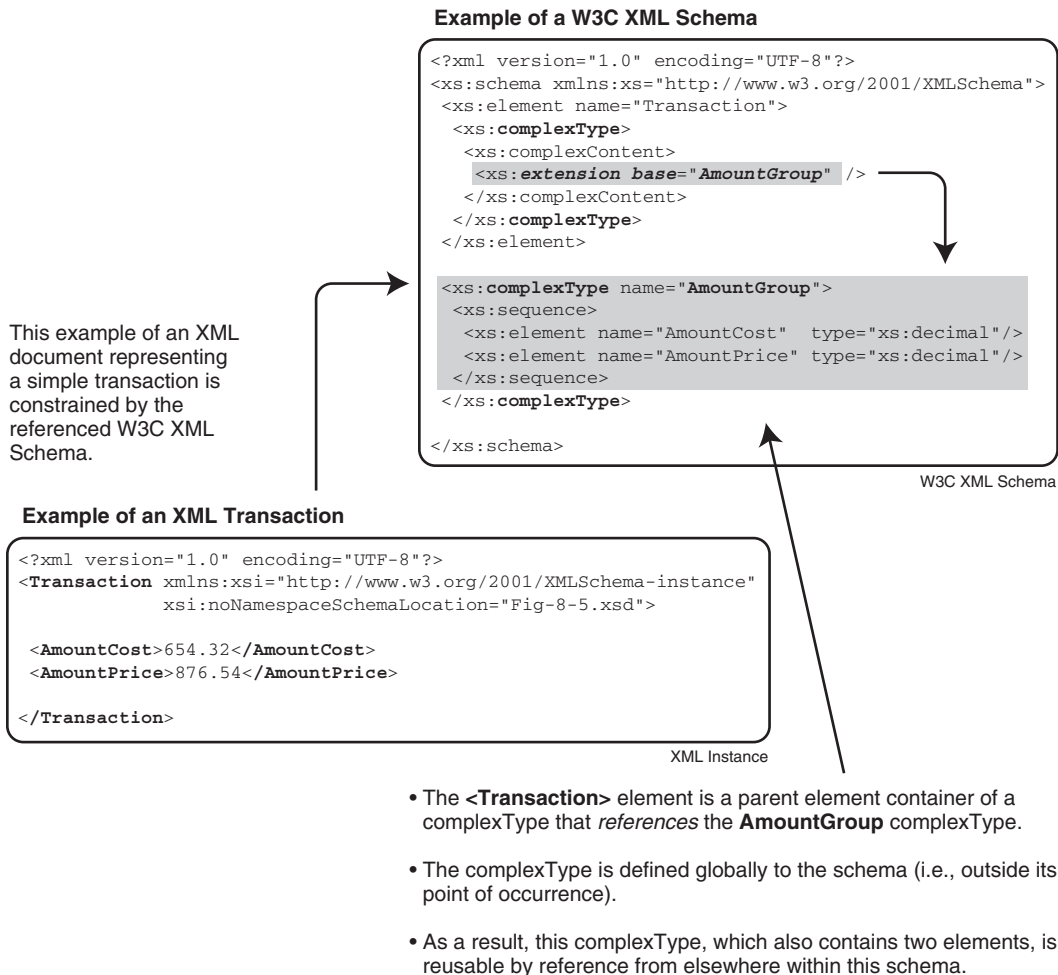 Example of a W3C XML Schema
<?xml version="1.0" encoding="UTF-8"?>
<xs:schema xmlns:xs="http://www.w3.org/2001/XMLSchema">
<xs:element name="Transaction">
<xs:complexType>
<xs:complexContent>
<xs:extension base="AmountGroup" />
</xs:complexContent>
</xs:complexType>
</xs:element>
<xs:complexType name="AmountGroup">
<xs:sequence>
<xs:element name="AmountCost" type="xs:decimal"/>
<xs:element name="AmountPrice" type="xs:decimal"/>
</xs:sequence>
</xs:complexType>
</xs:schema>
W3C XML Schema
This example of an XML
document representing
a simple transaction is
constrained by the
referenced W3C XML
Schema.
Example of an XML Transaction
<?xml version="1.0" encoding="UTF-8"?>
<Transaction xmlns:xsi="http://www.w3.org/2001/XMLSchema-instance"
xsi:noNamespaceSchemaLocation="Fig-8-5.xsd">
<AmountCost>654.32</AmountCost>
<AmountPrice>876.54</AmountPrice>
</Transaction>
XML Instance
• The <Transaction> element is a parent element container of a
complexType that references the AmountGroup complexType.
• The complexType is defined globally to the schema (i.e., outside its
point of occurrence).
• As a result, this complexType, which also contains two elements, is
reusable by reference from elsewhere within this schema.